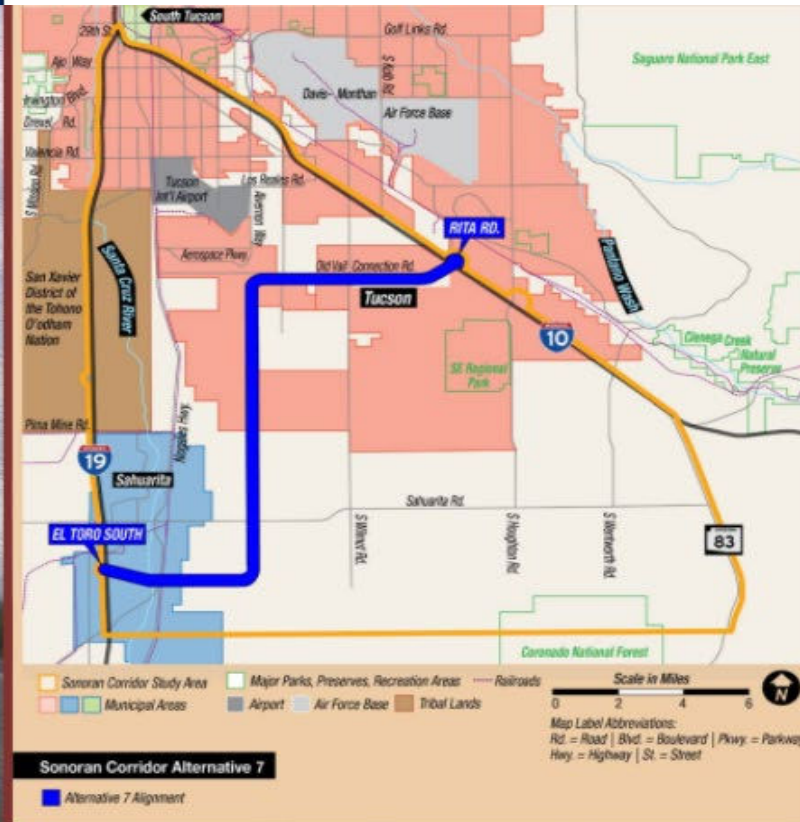 South Tucson
29th St.
Golf Links Rd.
Saguaro National Park East
Ajo Way
S Kolb Rd.
Davis- Monthan
Irvington Blvd.
Air Force Base
Drexel Rd.
Valencia Rd.
S Mission Rd.
Tucson
Int'l Airport
Los Reales Rd.
Alvernon Way
RITA RD.
Aerospace Pkwy.
Old Vail Connection Rd.
Pantano Wash
San Xavier
District of
the Tohono
O'odham
Nation
Santa Cruz River
Tucson
10
Cienega Creek
Natural
Preserve
SE Regional
Park
Pima Mine Rd.
Nogales Hwy.
19
Sahuarita
Sahuarita Rd.
EL TORO SOUTH
S Wilmot Rd.
S Houghton Rd.
S Wentworth Rd.
83
Coronado National Forest
Sonoran Corridor Study Area
Major Parks, Preserves, Recreation Areas
Railroads
Scale in Miles
N
Municipal Areas
Airport
Air Force Base
Tribal Lands
0 2 4 6
Map Label Abbreviations:
Rd. = Road | Blvd. = Boulevard | Pkwy. = Parkway
Hwy. = Highway | St. = Street
Sonoran Corridor Alternative 7
Alternative 7 Alignment